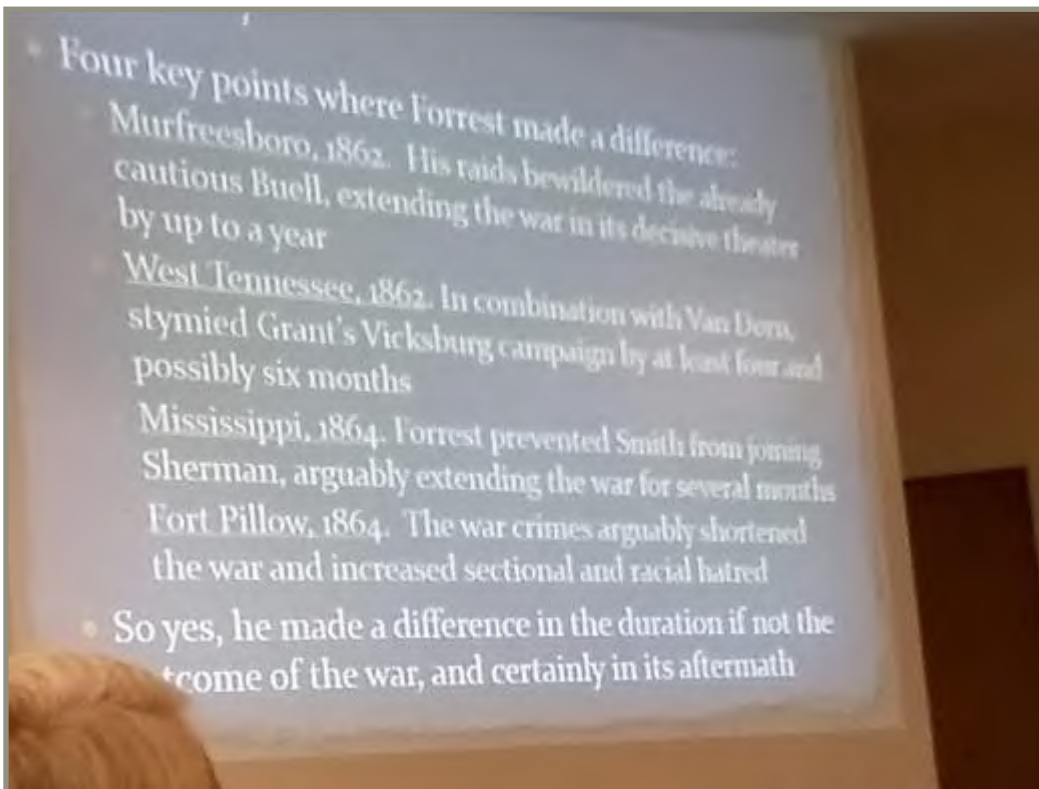 Four key points where Forrest made a difference:
Murfreesboro, 1862. His raids bewildered the already
cautious Buell, extending the war in its decisive theater
by up to a year
West Tennessee, 1862. In combination with Van Dorn,
stymied Grant's Vicksburg campaign by at least four and
possibly six months
Mississippi, 1864. Forrest prevented Smith from joining
Sherman, arguably extending the war for several months
Fort Pillow, 1864. The war crimes arguably shortened
the war and increased sectional and racial hatred
So yes, he made a difference in the duration if not the
tcome of the war, and certainly in its aftermath